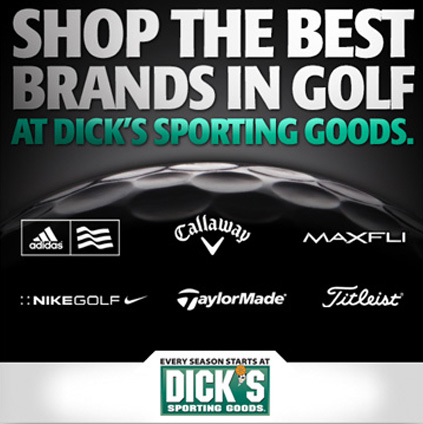 SHOP THE BEST
BRANDS IN GOLF
AT DICK'S SPORTING GOODS.
adidas Callaway MAXFLI
::NIKEGOLF TaylorMade Titleist
EVERY SEASON STARTS AT
DICK'S
SPORTING GOODS.